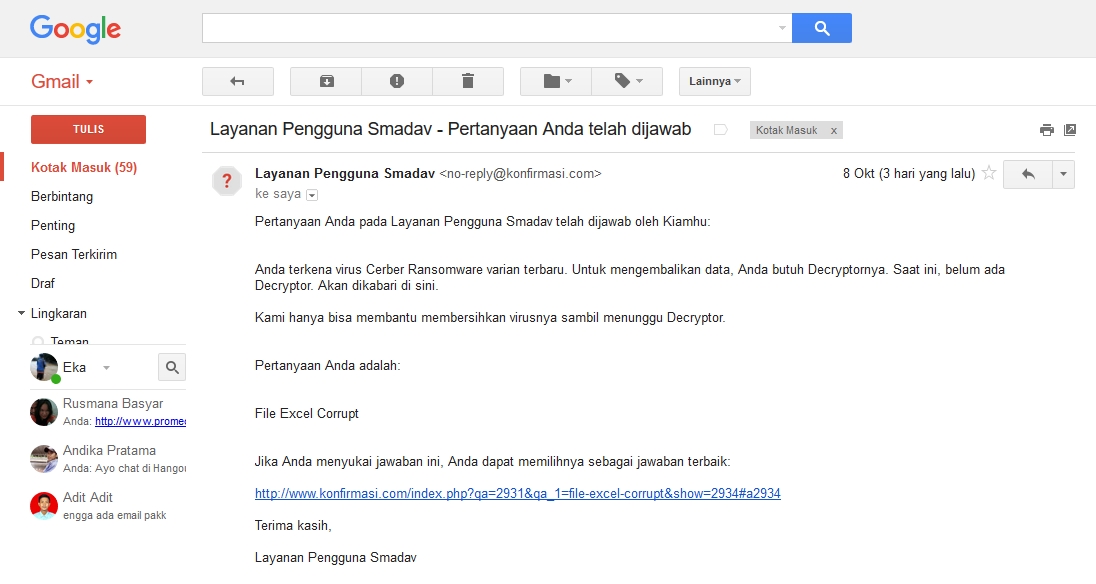 Google
Gmail
Lainnya
TULIS
Kotak Masuk (59)
Berbintang
Penting
Pesan Terkirim
Draf
Lingkaran
Teman
Eka
Rusmana Basyar
Anda: http://www.promed
Andika Pratama
Anda: Ayo chat di Hangou
Adit Adit
engga ada email pakk
Layanan Pengguna Smadav - Pertanyaan Anda telah dijawab
Kotak Masuk x
?
Layanan Pengguna Smadav <no-reply@konfirmasi.com>
8 Okt (3 hari yang lalu)
ke saya
Pertanyaan Anda pada Layanan Pengguna Smadav telah dijawab oleh Kiamhu:
Anda terkena virus Cerber Ransomware varian terbaru. Untuk mengembalikan data, Anda butuh Decryptornya. Saat ini, belum ada
Decryptor. Akan dikabari di sini.
Kami hanya bisa membantu membersihkan virusnya sambil menunggu Decryptor.
Pertanyaan Anda adalah:
File Excel Corrupt
Jika Anda menyukai jawaban ini, Anda dapat memilihnya sebagai jawaban terbaik:
http://www.konfirmasi.com/index.php?qa=2931&qa_1=file-excel-corrupt&show=2934#a2934
Terima kasih,
Layanan Pengguna Smadav